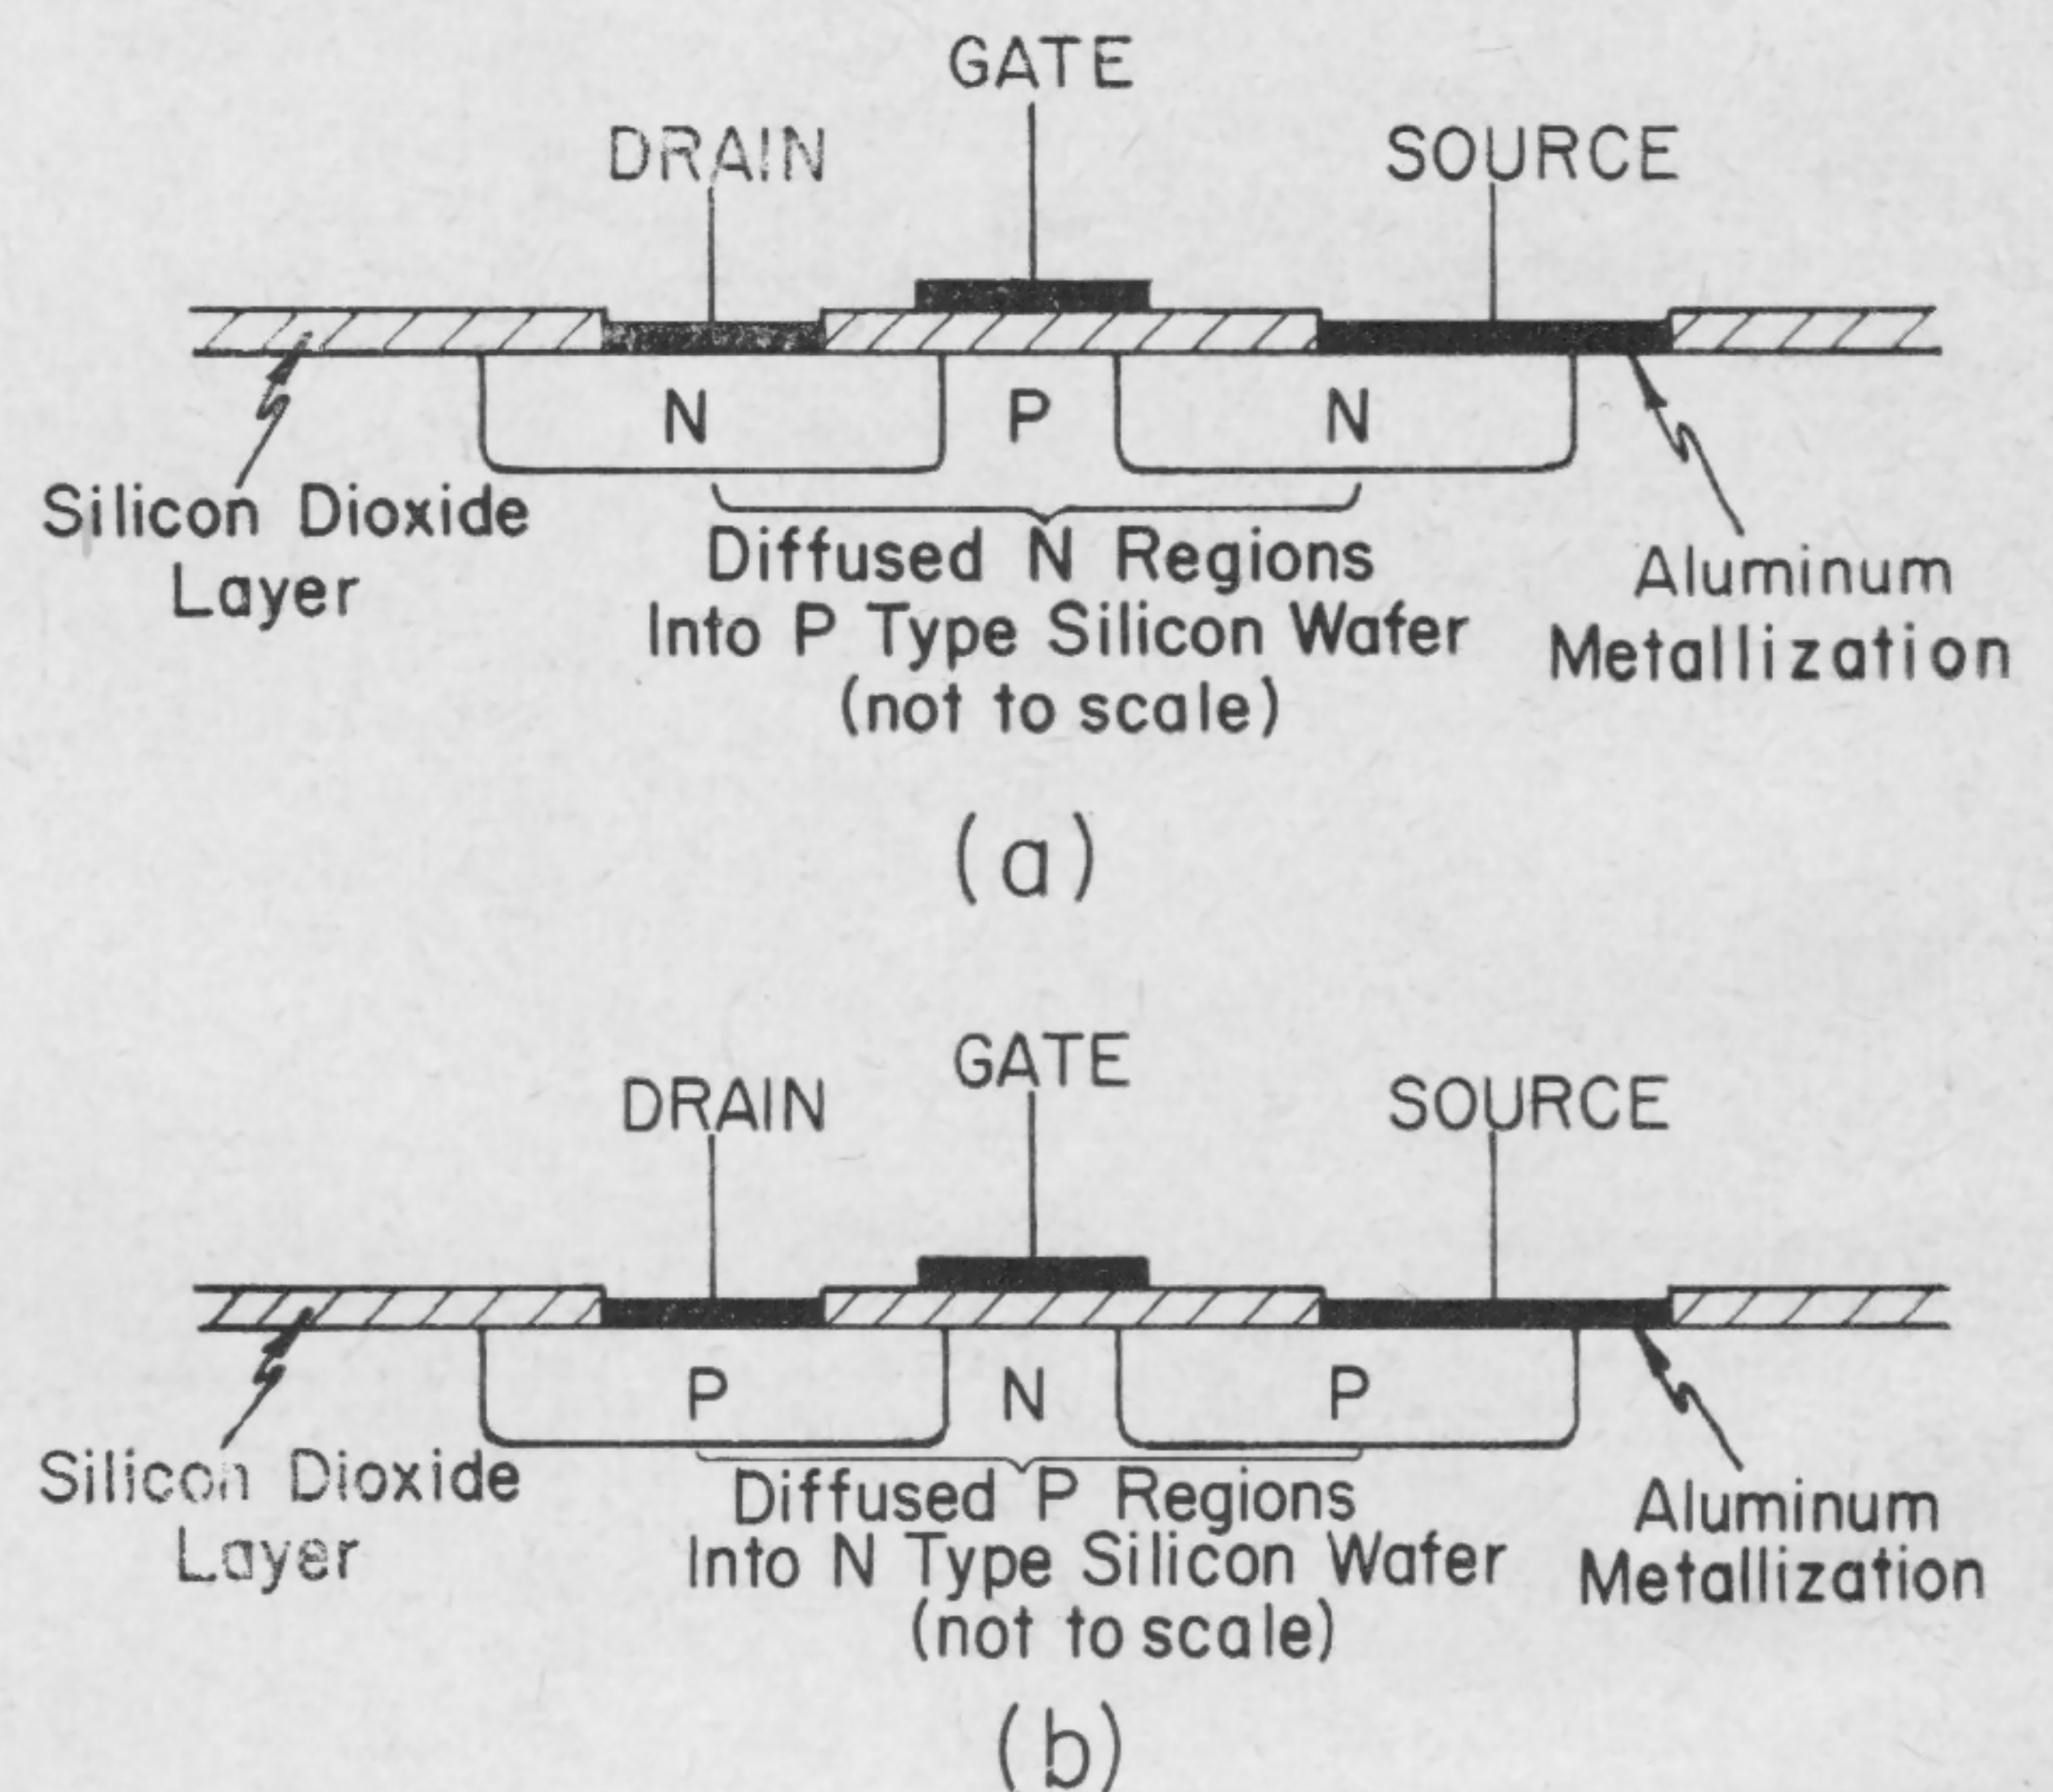 GATE
DRAIN
SOURCE
N
P
N
Silicon Dioxide
Layer
Diffused N Regions
Into P Type Silicon Wafer
(not to scale)
Aluminum
Metallization
(a)
GATE
DRAIN
SOURCE
P
N
P
Silicon Dioxide
Layer
Diffused P Regions
Into N Type Silicon Wafer
(not to scale)
Aluminum
Metallization
(b)